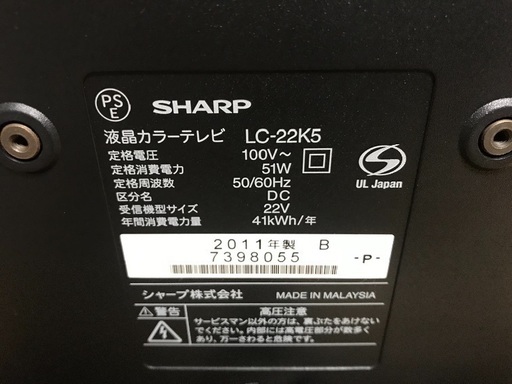 PS
E
SHARP
液晶カラーテレビ LC-22K5
定格電圧 100V～
定格消費電力 51W
定格周波数 50/60Hz
区分名 DC
受信機型サイズ 22V
年間消費電力量 41kWh/年
S
UL Japan
2011年製 B
7398055 -P-
シャープ株式会社 MADE IN MALAYSIA
警告 高圧注意
サービスマン以外の方は、裏ぶたをあけない
でください。内部には高電圧部分が数多く
あり、万一さわると危険です。